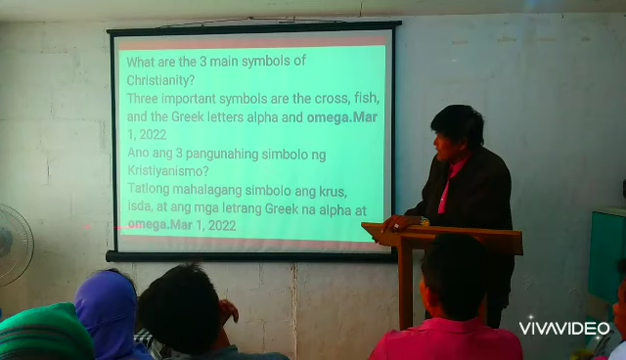 What are the 3 main symbols of
Christianity?
Three important symbols are the cross, fish,
and the Greek letters alpha and omega.Mar
1, 2022
Ano ang 3 pangunahing simbolo ng
Kristiyanismo?
Tatlong mahalagang simbolo ang krus,
isda, at ang mga letrang Greek na alpha at
omega.Mar 1, 2022
VIVAVIDEO